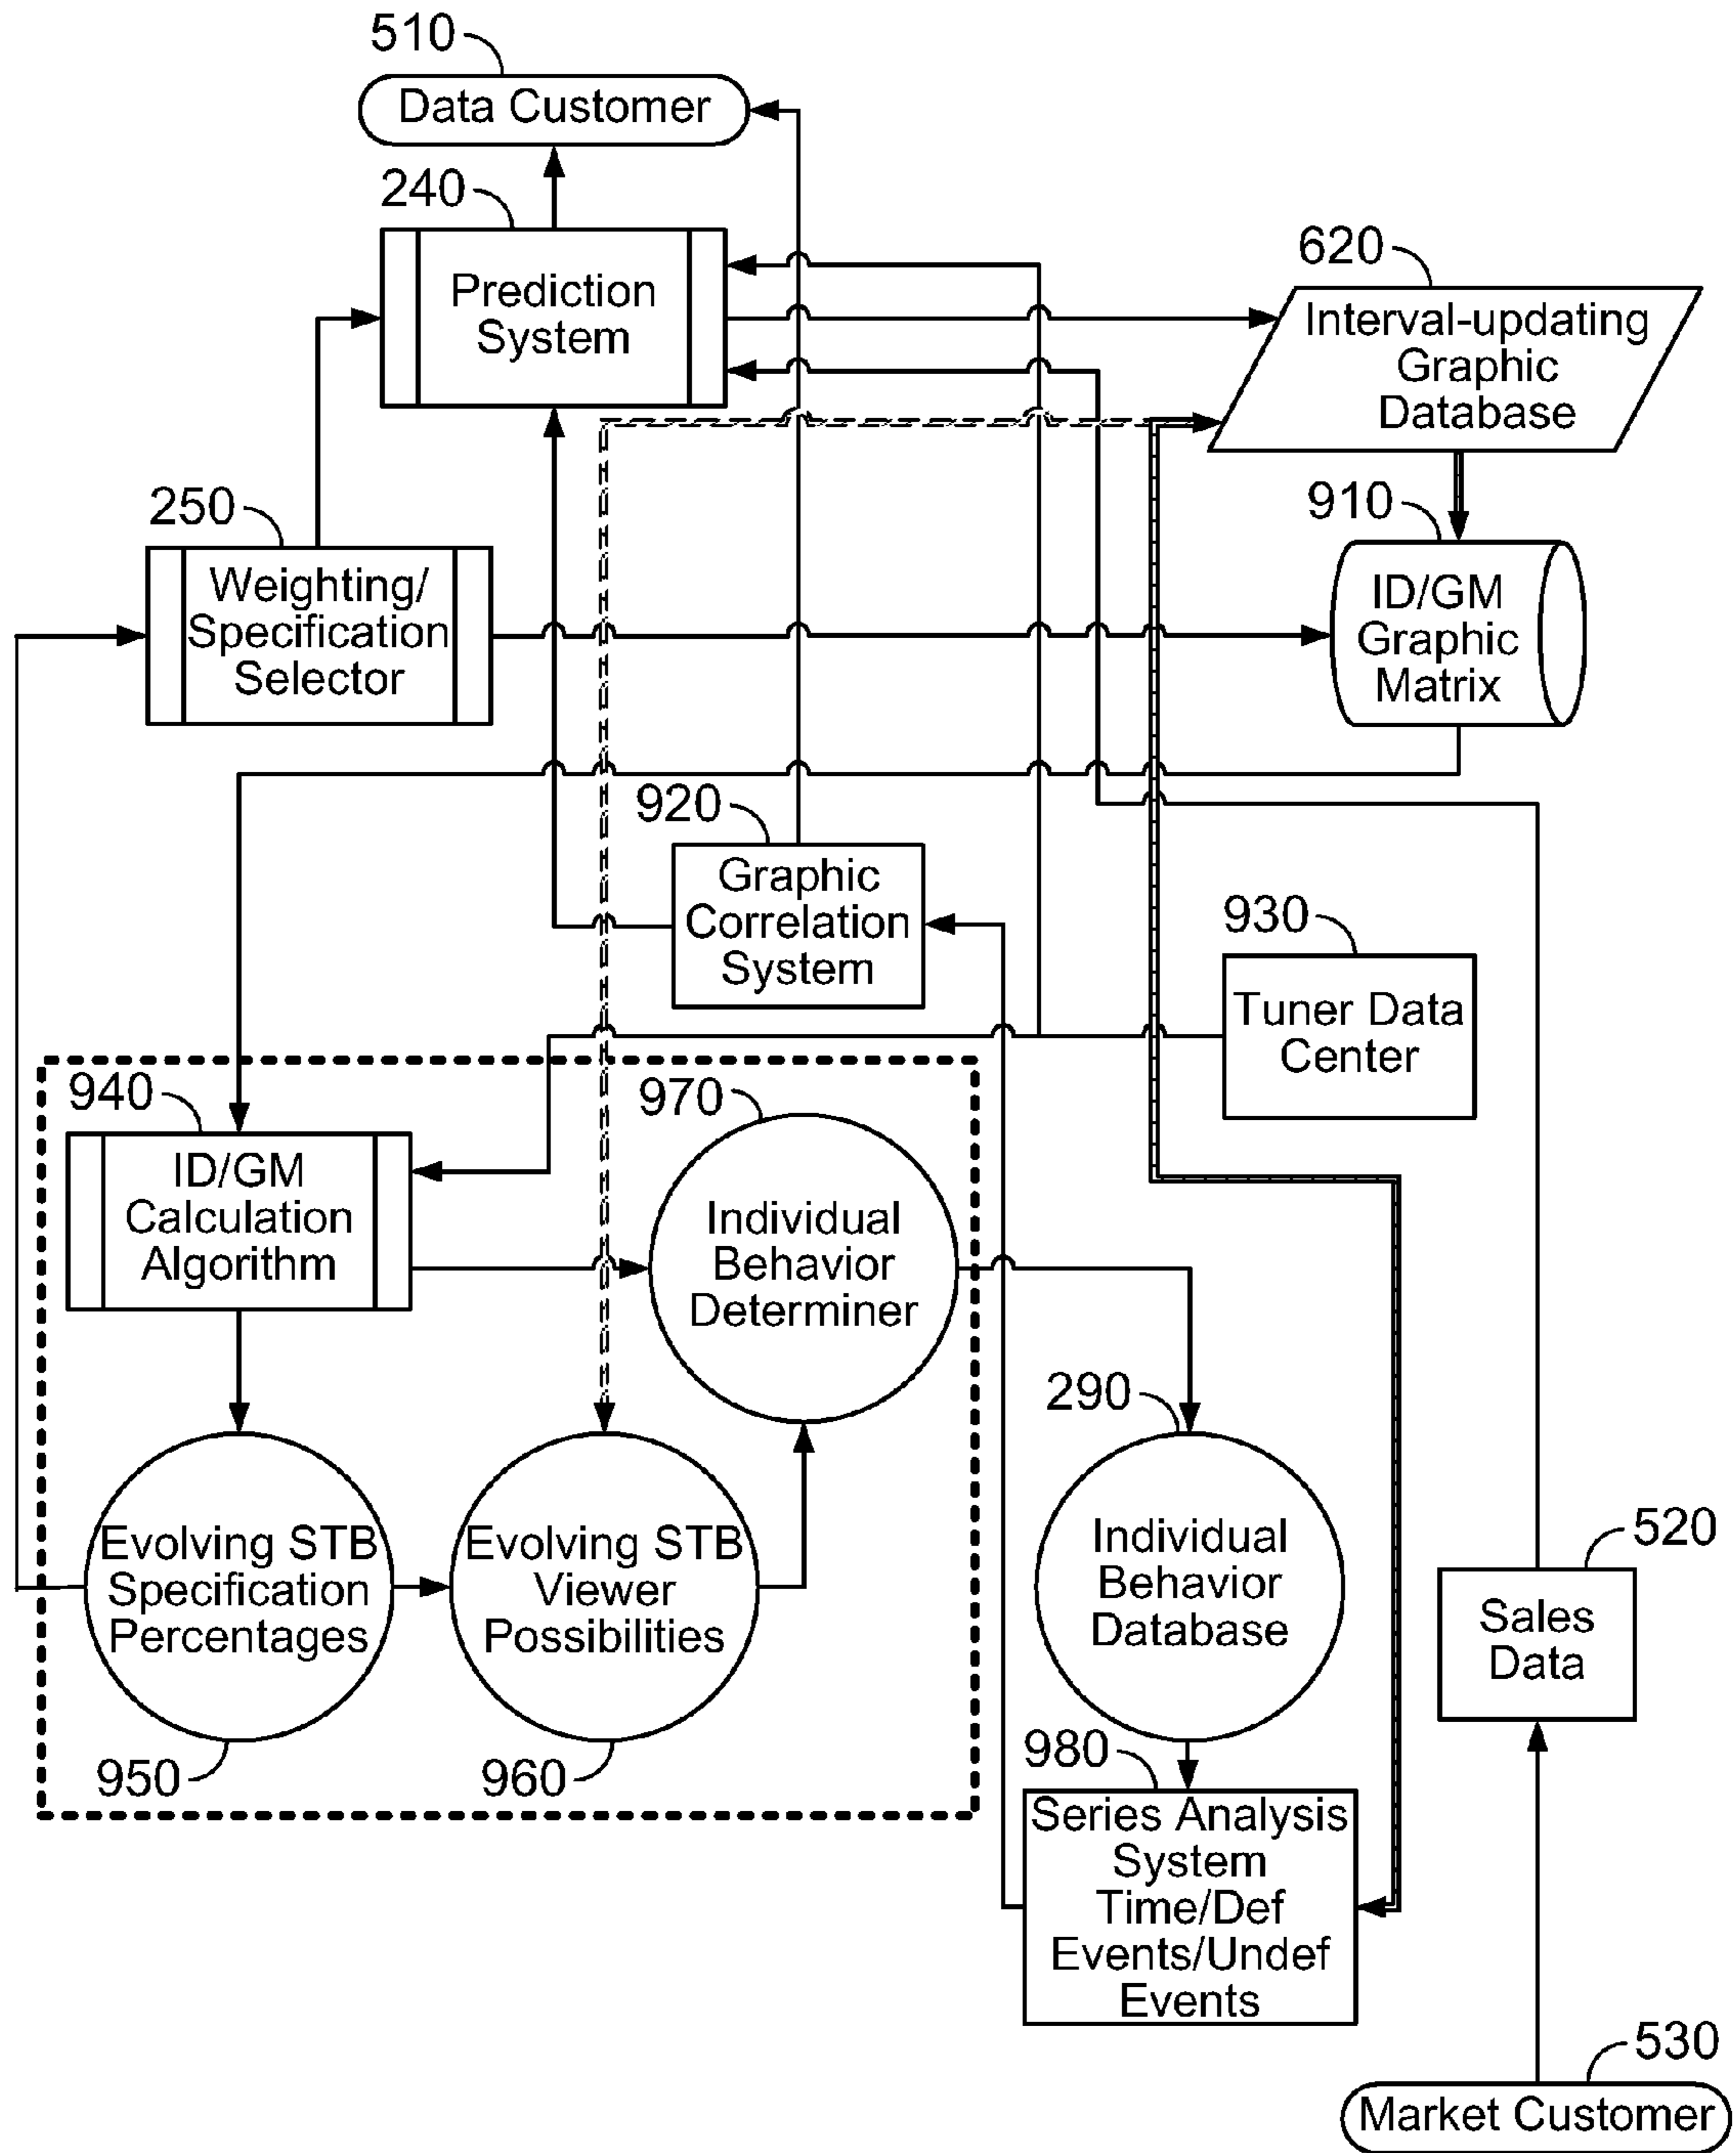 510
Data Customer
240
Prediction
System
620
Interval-updating
Graphic
Database
250
Weighting/
Specification
Selector
910
ID/GM
Graphic
Matrix
920
Graphic
Correlation
System
930
Tuner Data
Center
940
ID/GM
Calculation
Algorithm
970
Individual
Behavior
Determiner
290
Individual
Behavior
Database
Evolving STB
Specification
Percentages
950
Evolving STB
Viewer
Possibilities
960
520
Sales
Data
980
Series Analysis
System
Time/Def
Events/Undef
Events
530
Market Customer